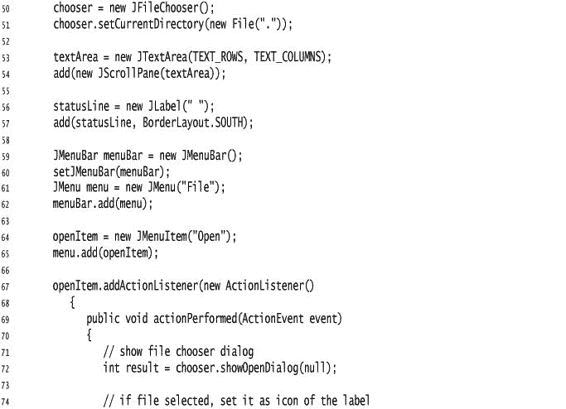 50 chooser = new JFileChooser();
51 chooser.setCurrentDirectory(new File("."));
52
53 textArea = new JTextArea(TEXT_ROWS, TEXT_COLUMNS);
54 add(new JScrollPane(textArea));
55
56 statusLine = new JLabel(" ");
57 add(statusLine, BorderLayout.SOUTH);
58
59 JMenuBar menuBar = new JMenuBar();
60 setJMenuBar(menuBar);
61 JMenu menu = new JMenu("File");
62 menuBar.add(menu);
63
64 openItem = new JMenuItem("Open");
65 menu.add(openItem);
66
67 openItem.addActionListener(new ActionListener()
68 {
69 public void actionPerformed(ActionEvent event)
70 {
71 // show file chooser dialog
72 int result = chooser.showOpenDialog(null);
73
74 // if file selected, set it as icon of the label